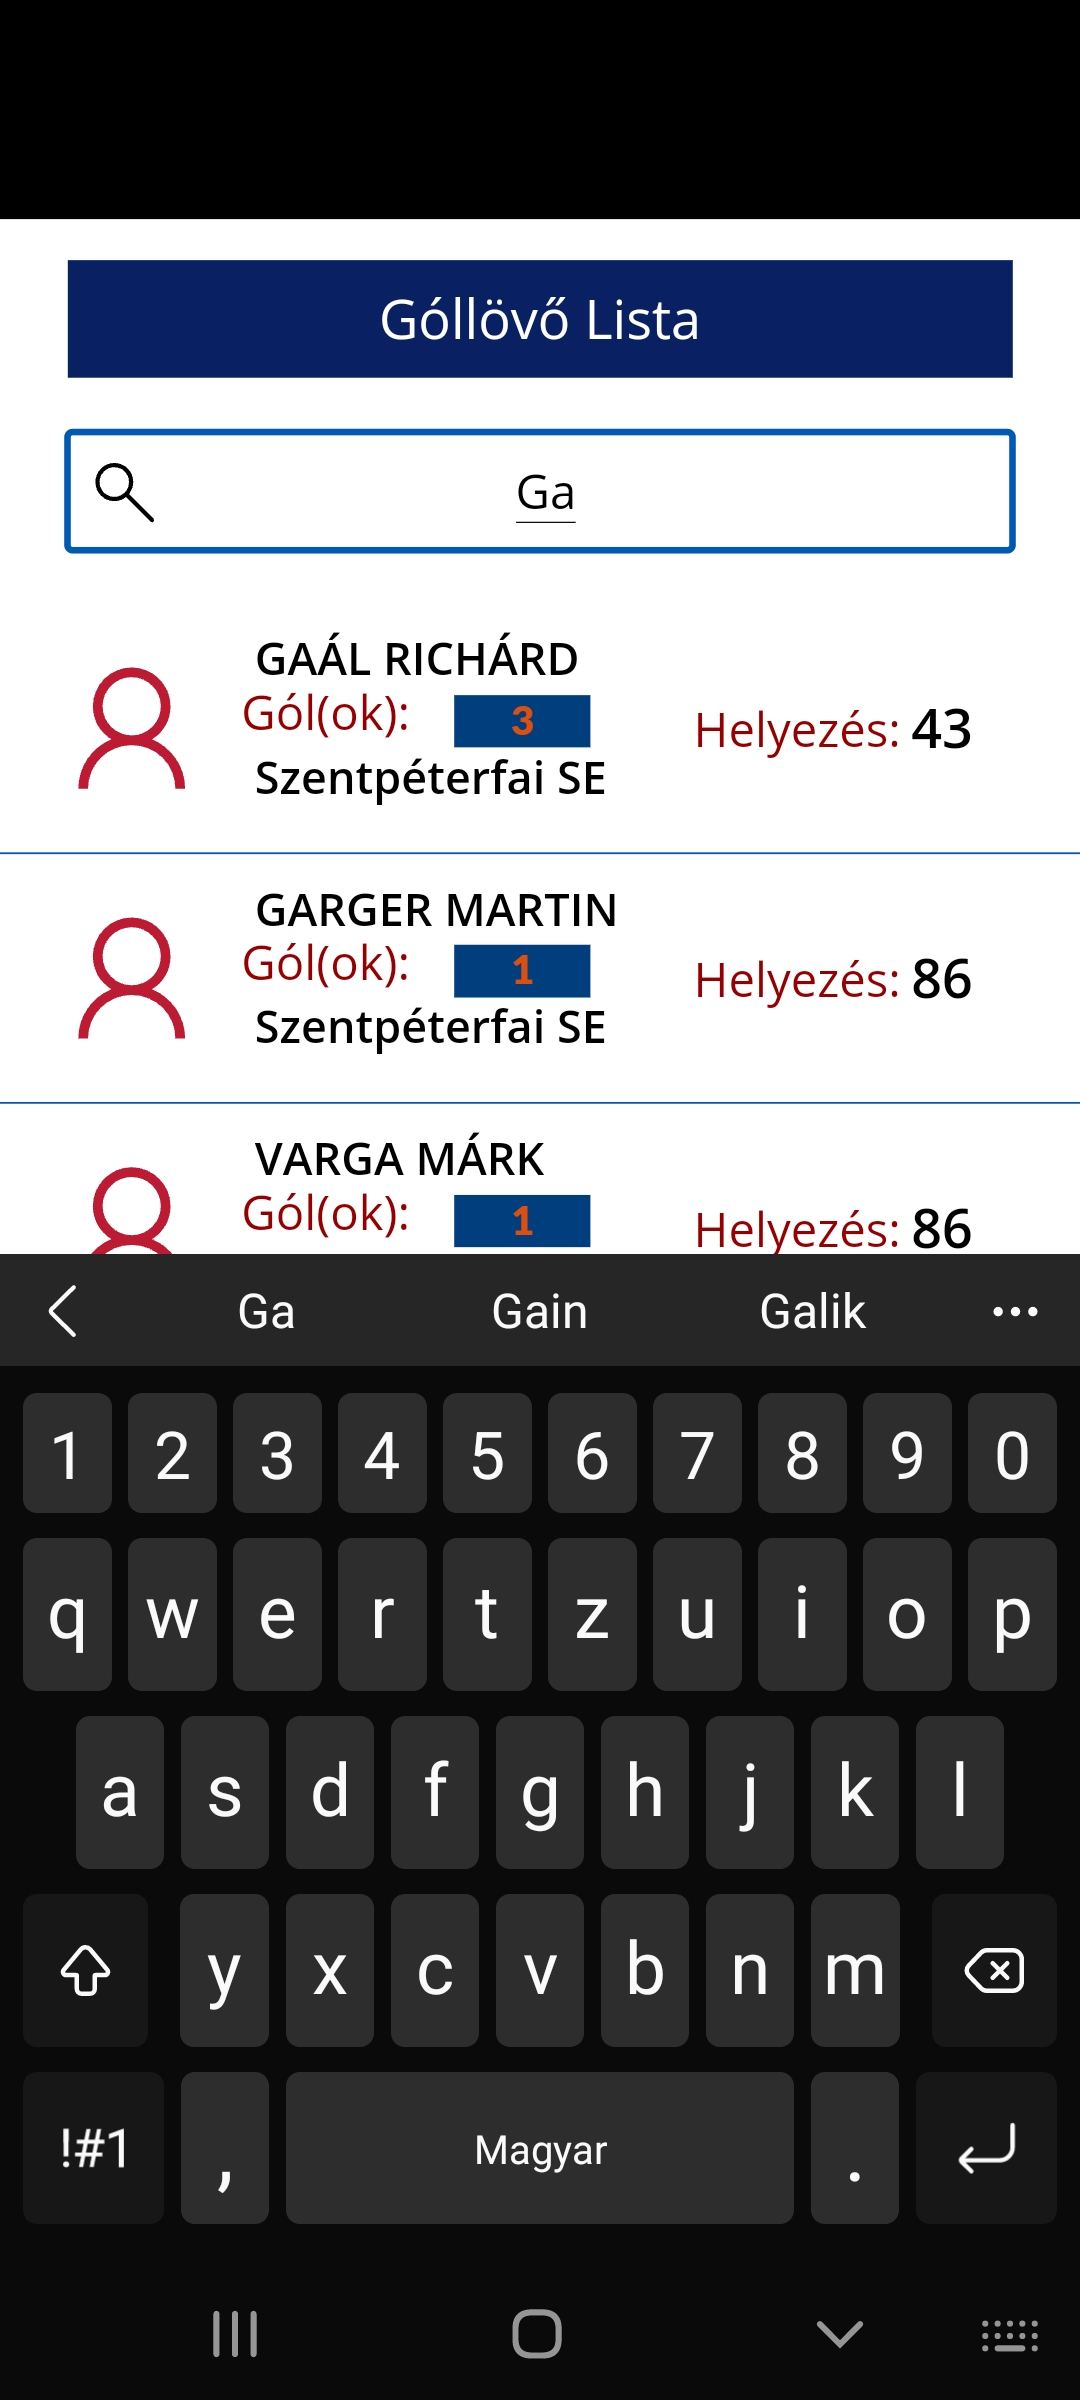 Góllövő Lista
Ga
GAÁL RICHÁRD
Gól(ok): 3
Helyezés: 43
Szentpéterfai SE
GARGER MARTIN
Gól(ok): 1
Helyezés: 86
Szentpéterfai SE
VARGA MÁRK
Gól(ok): 1
Helyezés: 86
Ga Gain Galik
1 2 3 4 5 6 7 8 9 0
q w e r t z u i o p
a s d f g h j k l
y x c v b n m
!#1 , Magyar .